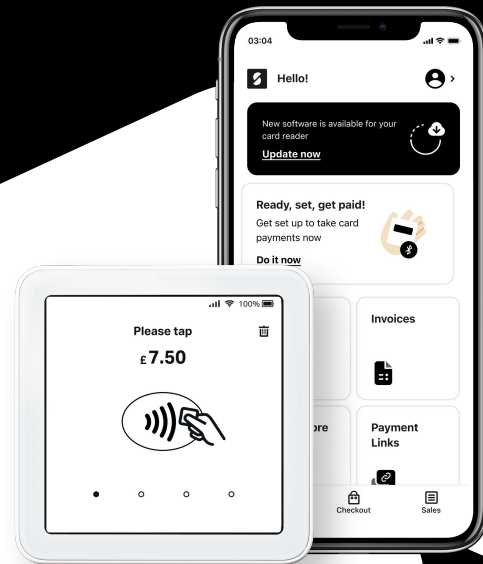 03:04
Hello!
New software is available for your
card reader
Update now
Ready, set, get paid!
Get set up to take card
payments now
Do it now
Invoices
Payment
Links
Checkout
Sales
100%
Please tap
£7.50